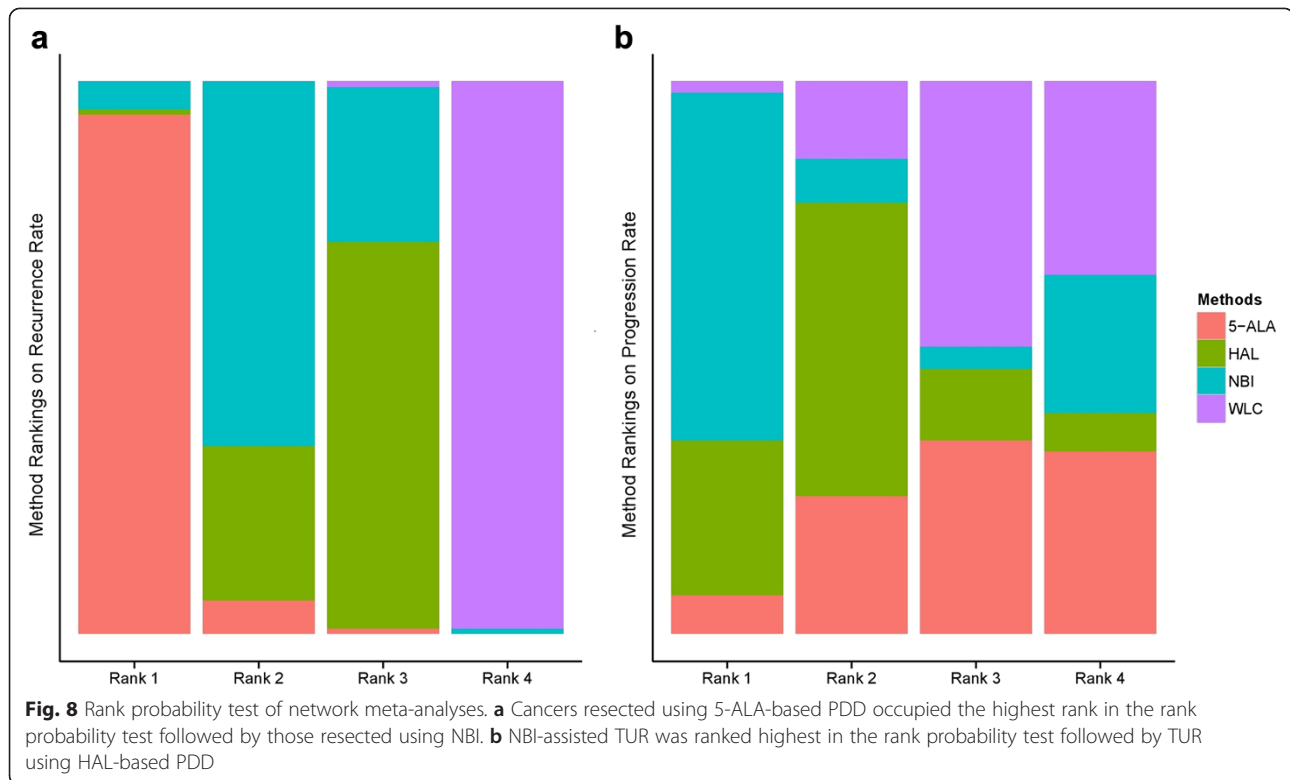 a
b
Method Rankings on Recurrence Rate
Rank 1
Rank 2
Rank 3
Rank 4
Method Rankings on Progression Rate
Rank 1
Rank 2
Rank 3
Rank 4
Methods
5-ALA
HAL
NBI
WLC
Fig. 8 Rank probability test of network meta-analyses. a Cancers resected using 5-ALA-based PDD occupied the highest rank in the rank
probability test followed by those resected using NBI. b NBI-assisted TUR was ranked highest in the rank probability test followed by TUR
using HAL-based PDD